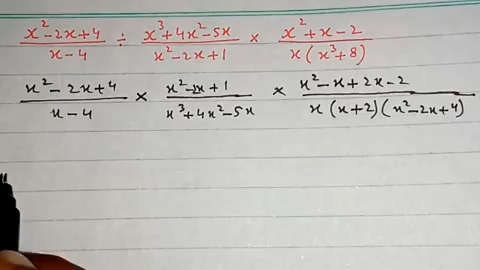 (x²-2x+4)/(x-4) ÷ (x³+4x²-5x)/(x²-2x+1) × (x²+x-2)/(x(x³+8))
(x²-2x+4)/(x-4) × (x²-2x+1)/(x³+4x²-5x) × (x²-x+2x-2)/(x(x+2)(x²-2x+4))